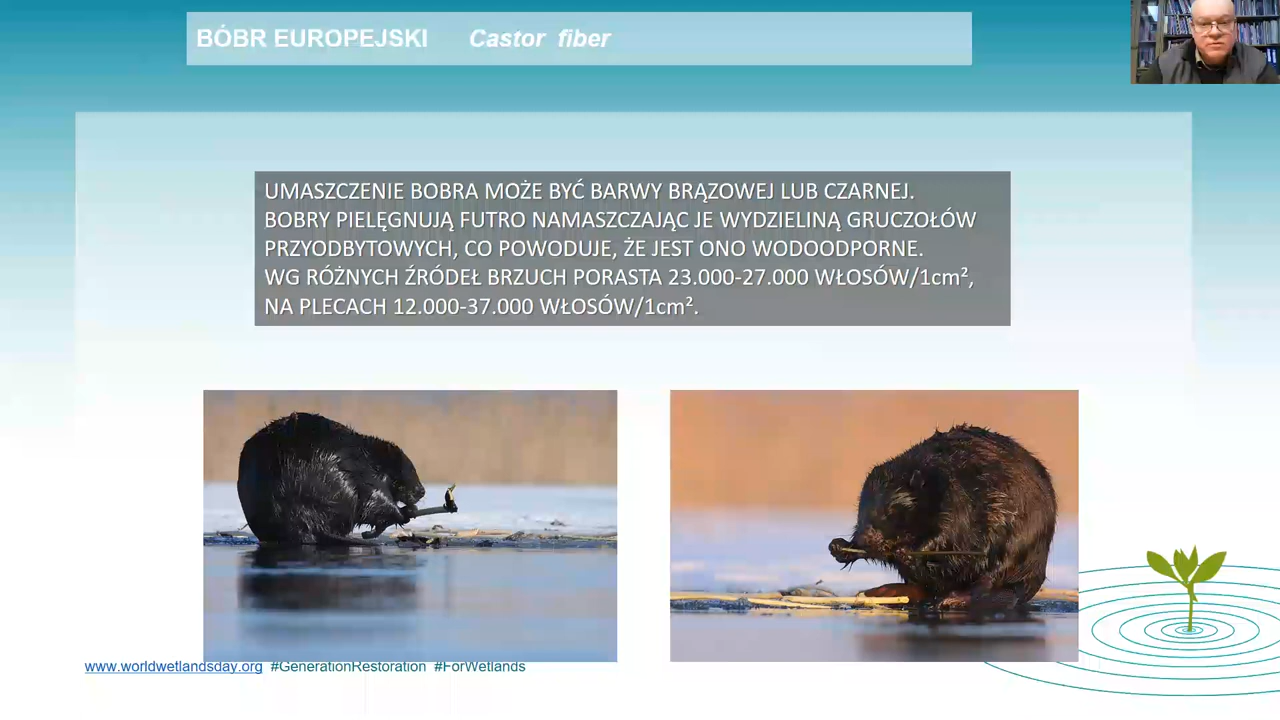 BÓBR EUROPEJSKI Castor fiber
UMASZCZENIE BOBRA MOŻE BYĆ BARWY BRĄZOWEJ LUB CZARNEJ.
BOBRY PIELĘGNUJĄ FUTRO NAMASZCZAJĄC JE WYDZIELINĄ GRUCZOŁÓW
PRZYODBYTOWYCH, CO POWODUJE, ŻE JEST ONO WODOODPORNE.
WG RÓŻNYCH ŹRÓDEŁ BRZUCH PORASTA 23.000-27.000 WŁOSÓW/1cm²,
NA PLECACH 12.000-37.000 WŁOSÓW/1cm².
www.worldwetlandsday.org #GenerationRestoration #ForWetlands